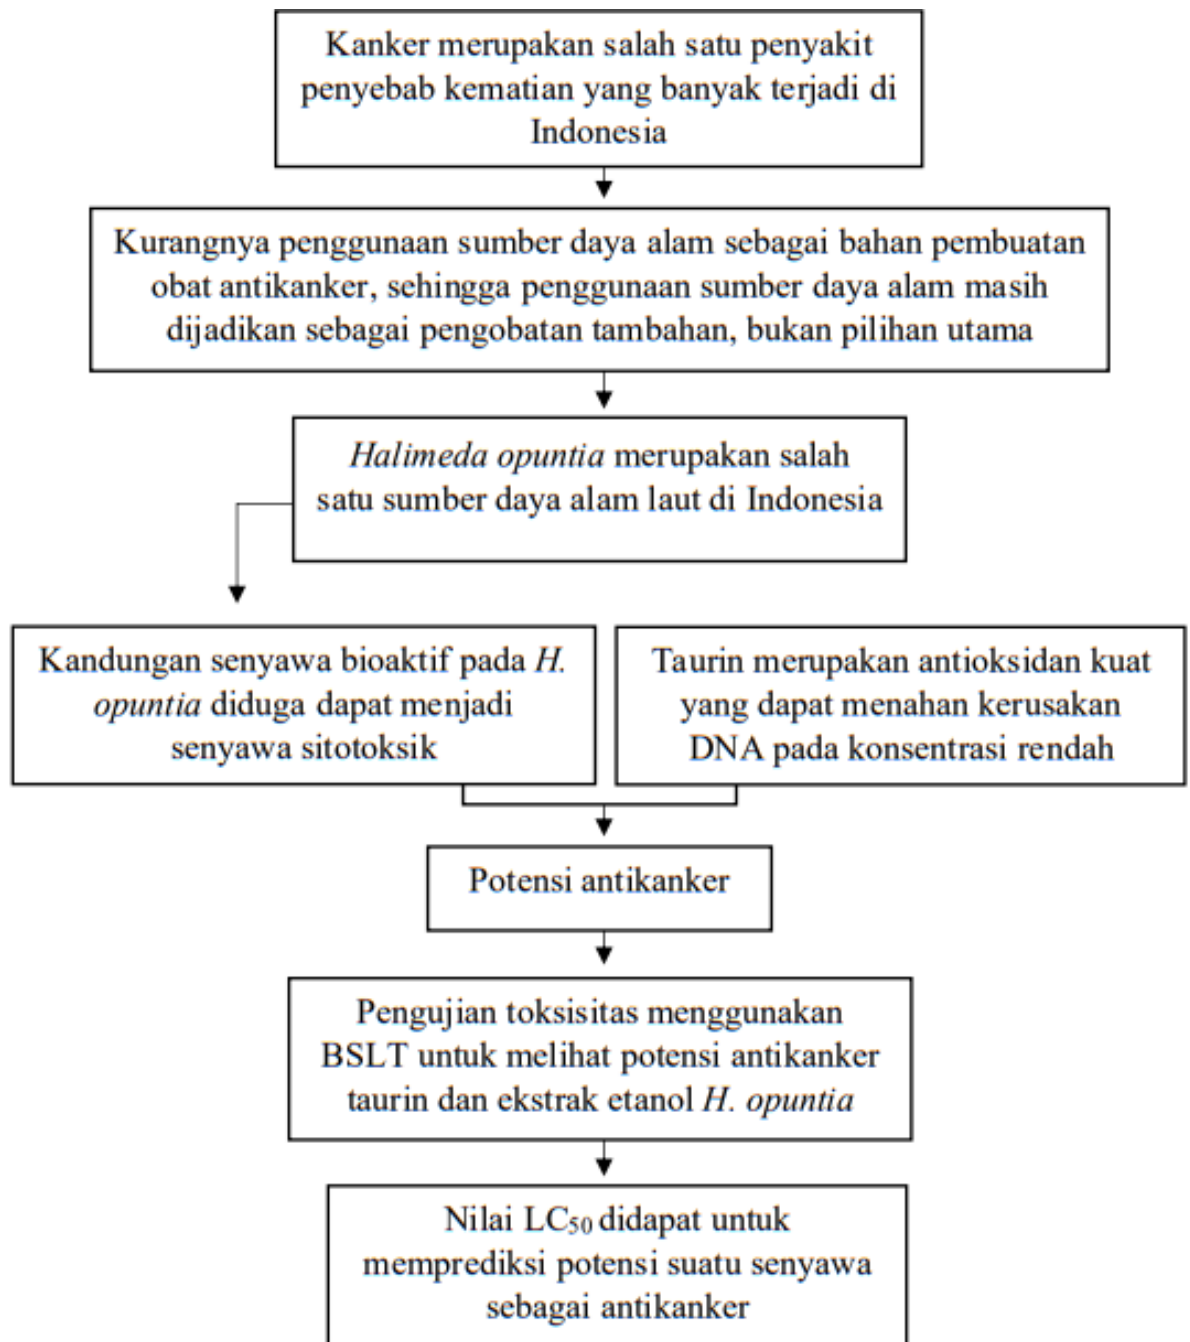 Kanker merupakan salah satu penyakit
penyebab kematian yang banyak terjadi di
Indonesia
Kurangnya penggunaan sumber daya alam sebagai bahan pembuatan
obat antikanker, sehingga penggunaan sumber daya alam masih
dijadikan sebagai pengobatan tambahan, bukan pilihan utama
Halimeda opuntia merupakan salah
satu sumber daya alam laut di Indonesia
Kandungan senyawa bioaktif pada H.
opuntia diduga dapat menjadi
senyawa sitotoksik
Taurin merupakan antioksidan kuat
yang dapat menahan kerusakan
DNA pada konsentrasi rendah
Potensi antikanker
Pengujian toksisitas menggunakan
BSLT untuk melihat potensi antikanker
taurin dan ekstrak etanol H. opuntia
Nilai LC₅₀ didapat untuk
memprediksi potensi suatu senyawa
sebagai antikanker